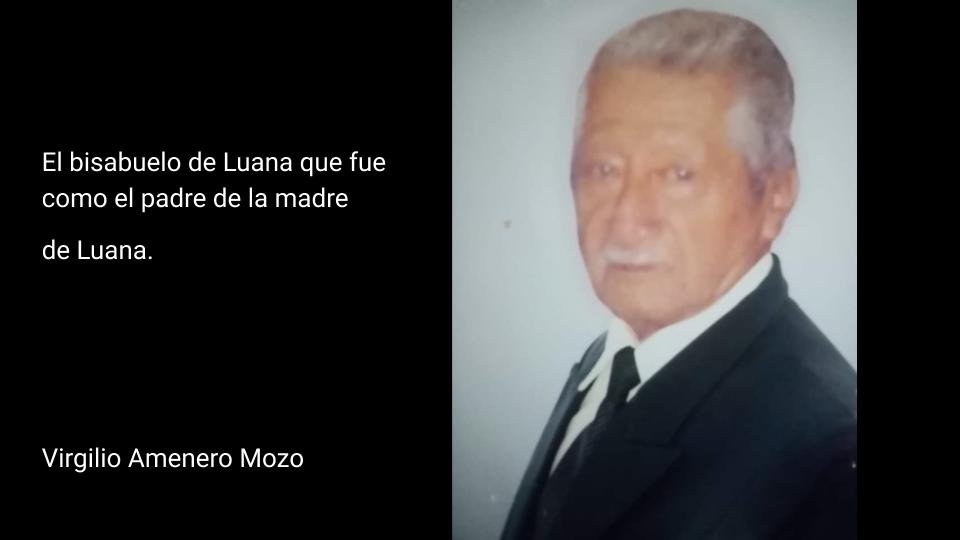 El bisabuelo de Luana que fue
como el padre de la madre
de Luana.
Virgilio Amenero Mozo